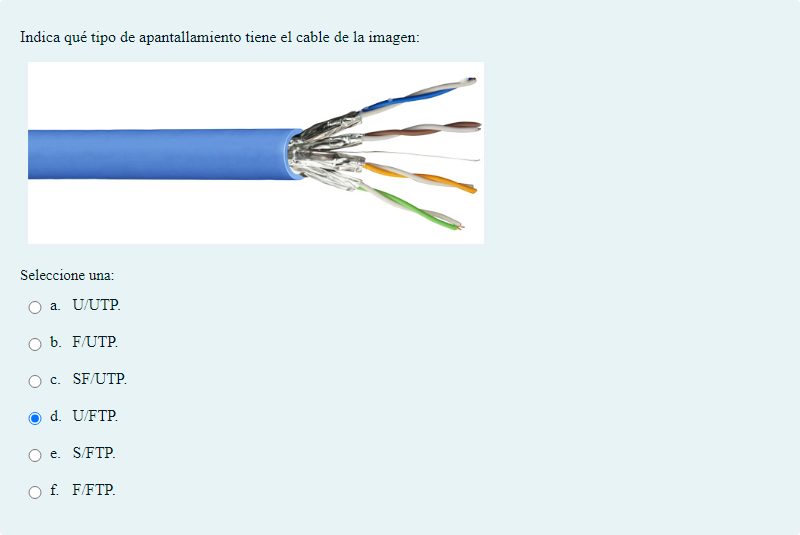 Indica qué tipo de apantallamiento tiene el cable de la imagen:
Seleccione una:
a. U/UTP.
b. F/UTP.
c. SF/UTP.
d. U/FTP.
e. S/FTP.
f. F/FTP.